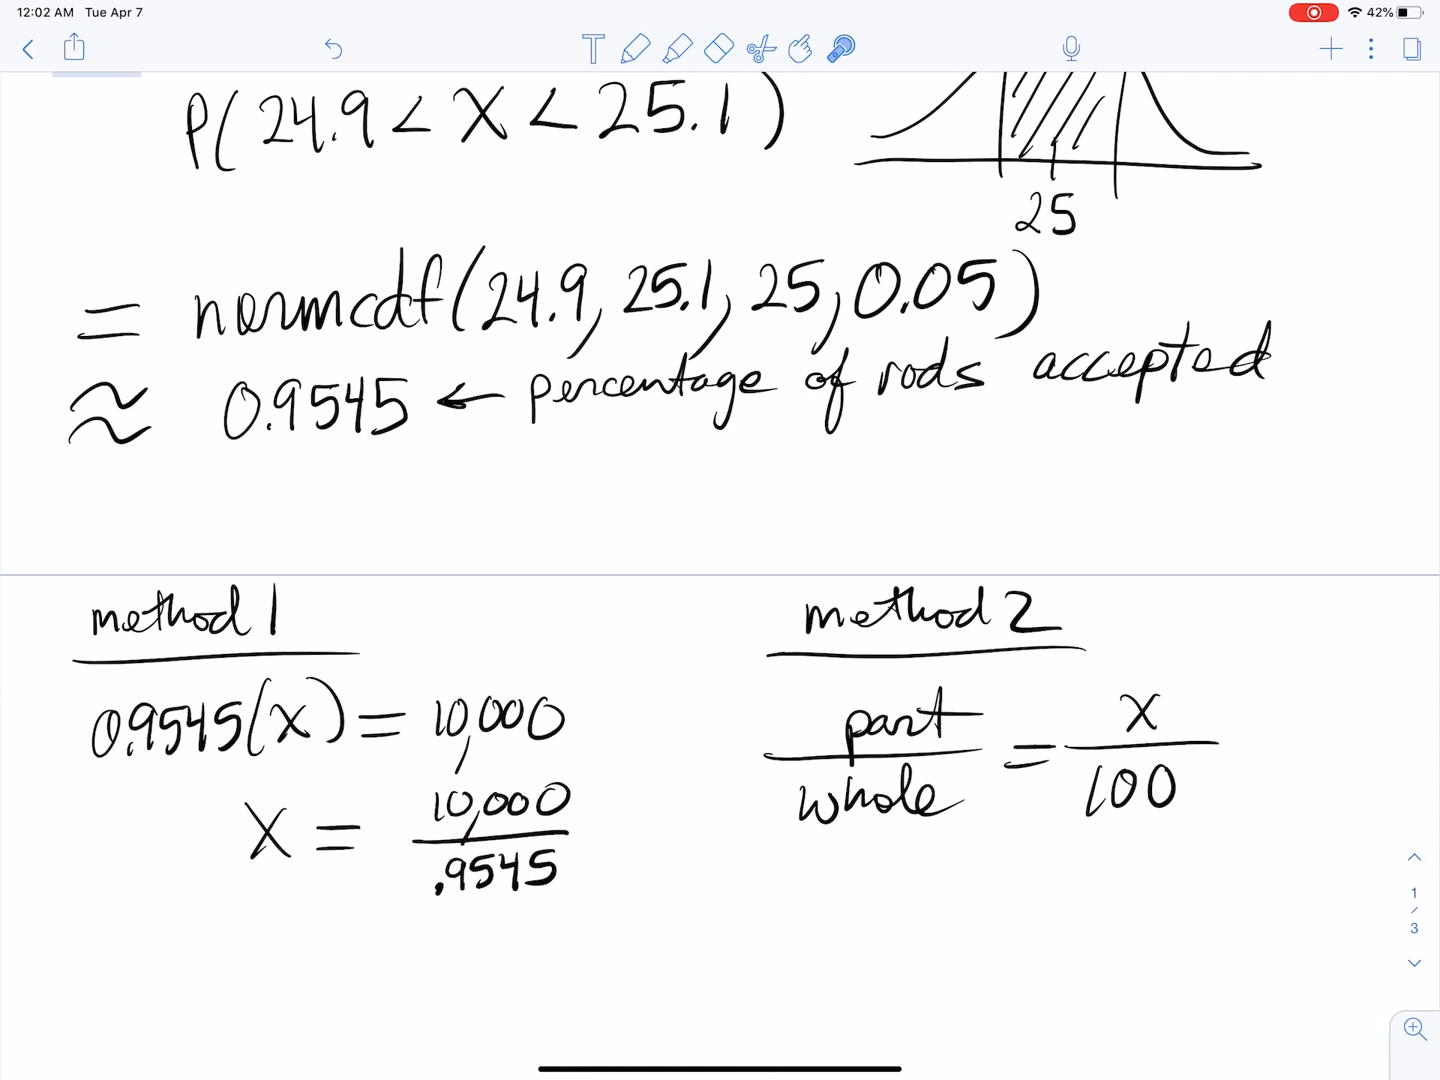 12:02 AM Tue Apr 7
42%
P(24.9 < X < 25.1)
25
= normcdf(24.9, 25.1, 25, 0.05)
≈ 0.9545 ← percentage of rods accepted
method 1
0.9545(x) = 10,000
x = 10,000 / .9545
method 2
part / whole = x / 100
1 / 3